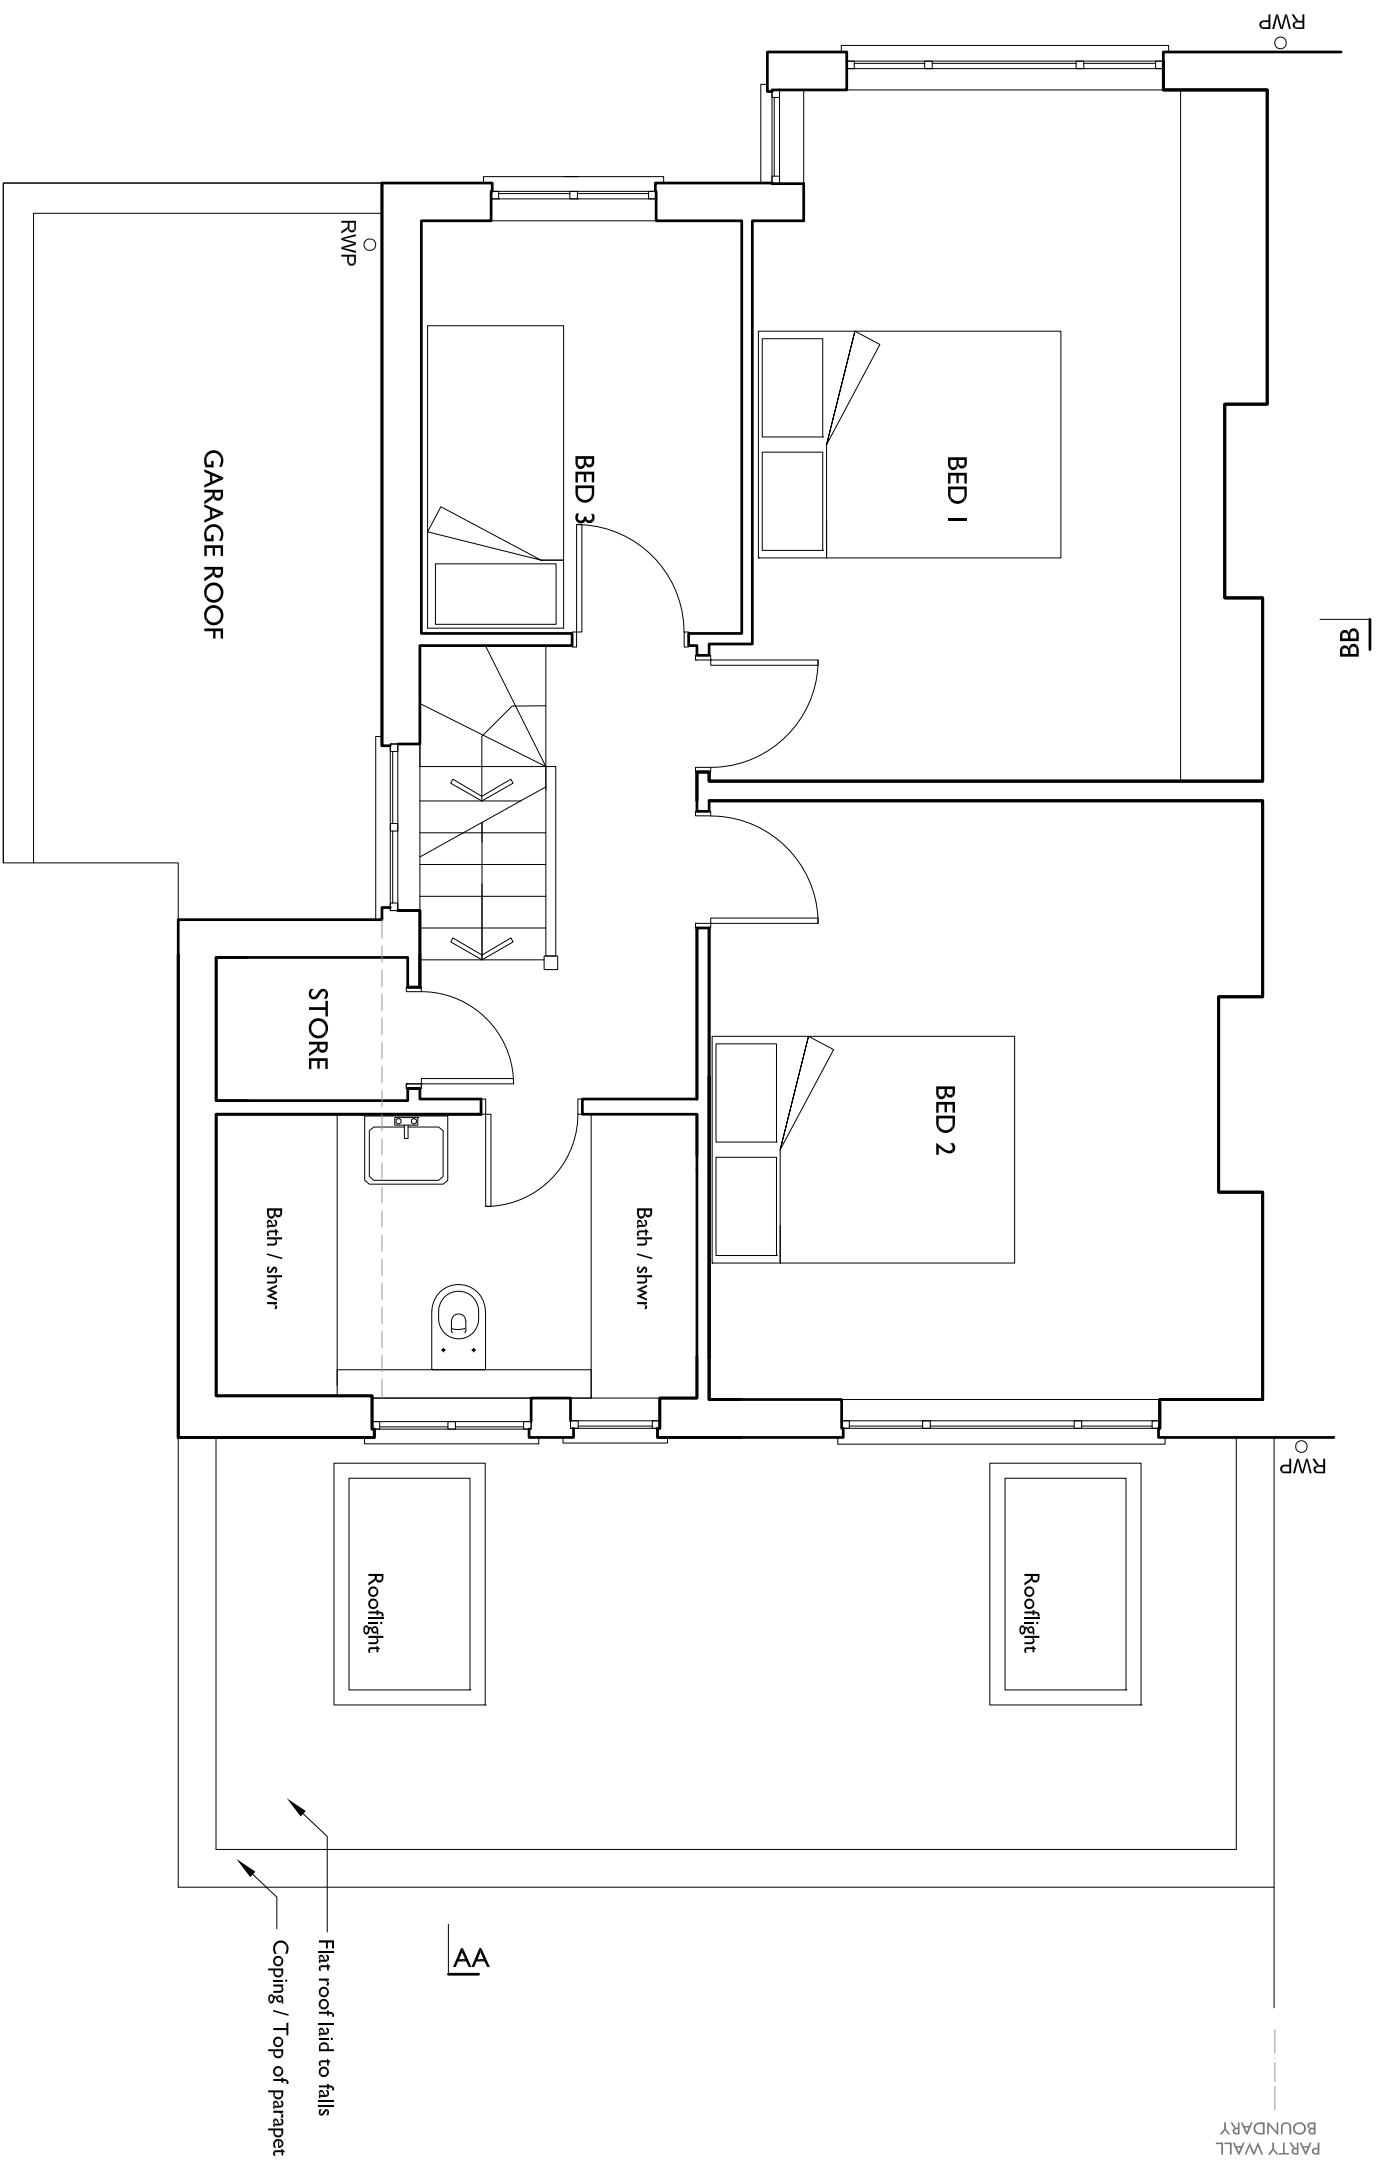 RWP
RWP
BED 1
BED 3
GARAGE ROOF
BB
STORE
BED 2
Bath / shwr
Bath / shwr
RWP
Rooflight
Rooflight
AA
Flat roof laid to falls
Coping / Top of parapet
PARTY WALL
BOUNDARY